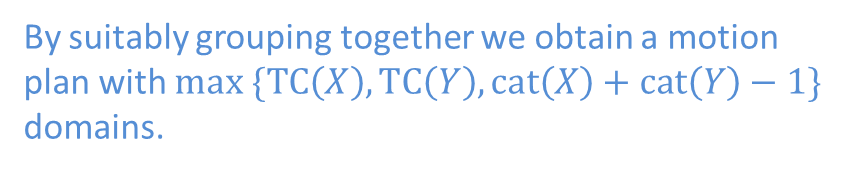 By suitably grouping together we obtain a motion
plan with max {TC(X), TC(Y), cat(X) + cat(Y) − 1}
domains.